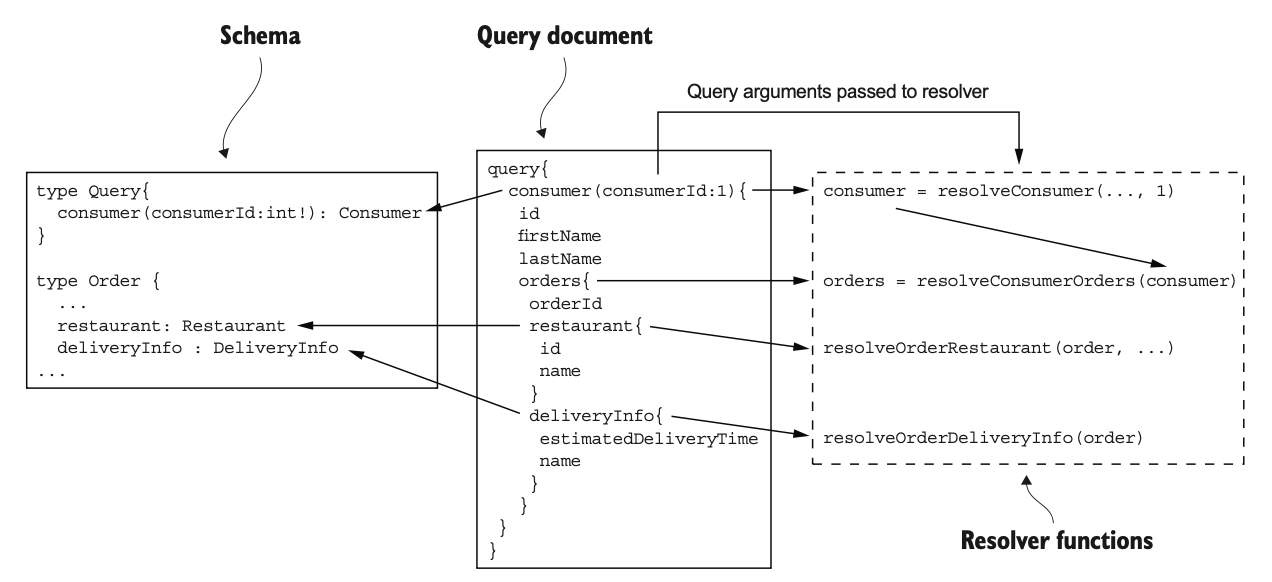 Schema
Query document
Query arguments passed to resolver
type Query{
consumer(consumerId:int!): Consumer
}
type Order {
...
restaurant: Restaurant
deliveryInfo : DeliveryInfo
...
query{
consumer(consumerId:1){
id
firstName
lastName
orders{
orderId
restaurant{
id
name
}
deliveryInfo{
estimatedDeliveryTime
name
}
}
}
}
consumer = resolveConsumer(..., 1)
orders = resolveConsumerOrders(consumer)
resolveOrderRestaurant(order, ...)
resolveOrderDeliveryInfo(order)
Resolver functions